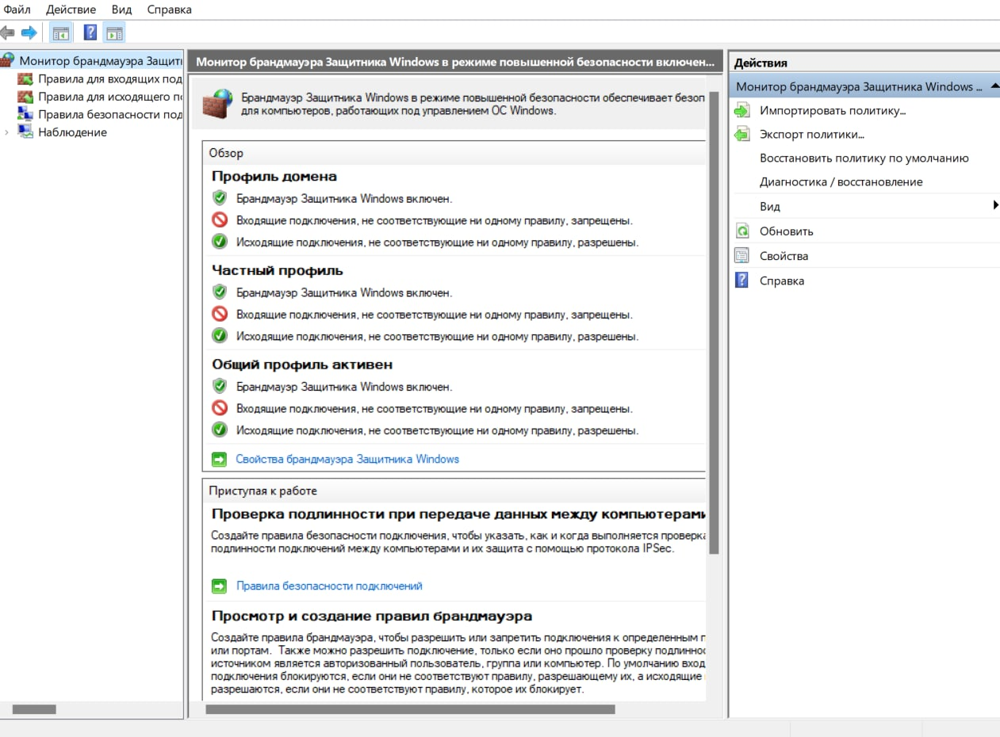 Файл Действие Вид Справка
Монитор брандмауэра Защит
Правила для входящих под
Правила для исходящего п
Правила безопасности под
Наблюдение
Монитор брандмауэра Защитника Windows в режиме повышенной безопасности включен...
Брандмауэр Защитника Windows в режиме повышенной безопасности обеспечивает безоп
для компьютеров, работающих под управлением ОС Windows.
Обзор
Профиль домена
Брандмауэр Защитника Windows включен.
Входящие подключения, не соответствующие ни одному правилу, запрещены.
Исходящие подключения, не соответствующие ни одному правилу, разрешены.
Частный профиль
Брандмауэр Защитника Windows включен.
Входящие подключения, не соответствующие ни одному правилу, запрещены.
Исходящие подключения, не соответствующие ни одному правилу, разрешены.
Общий профиль активен
Брандмауэр Защитника Windows включен.
Входящие подключения, не соответствующие ни одному правилу, запрещены.
Исходящие подключения, не соответствующие ни одному правилу, разрешены.
Свойства брандмауэра Защитника Windows
Приступая к работе
Проверка подлинности при передаче данных между компьютерами
Создайте правила безопасности подключения, чтобы указать, как и когда выполняется проверка
подлинности подключений между компьютерами и их защита с помощью протокола IPSec.
Правила безопасности подключений
Просмотр и создание правил брандмауэра
Создайте правила брандмауэра, чтобы разрешить или запретить подключения к определенным п
или портам. Также можно разрешить подключение, только если оно прошло проверку подлинно
источником является авторизованный пользователь, группа или компьютер. По умолчанию вход
подключения блокируются, если они не соответствуют правилу, разрешающему их, а исходящие
разрешаются, если они не соответствуют правилу, которое их блокирует.
Действия
Монитор брандмауэра Защитника Windows ...
Импортировать политику...
Экспорт политики...
Восстановить политику по умолчанию
Диагностика / восстановление
Вид
Обновить
Свойства
Справка